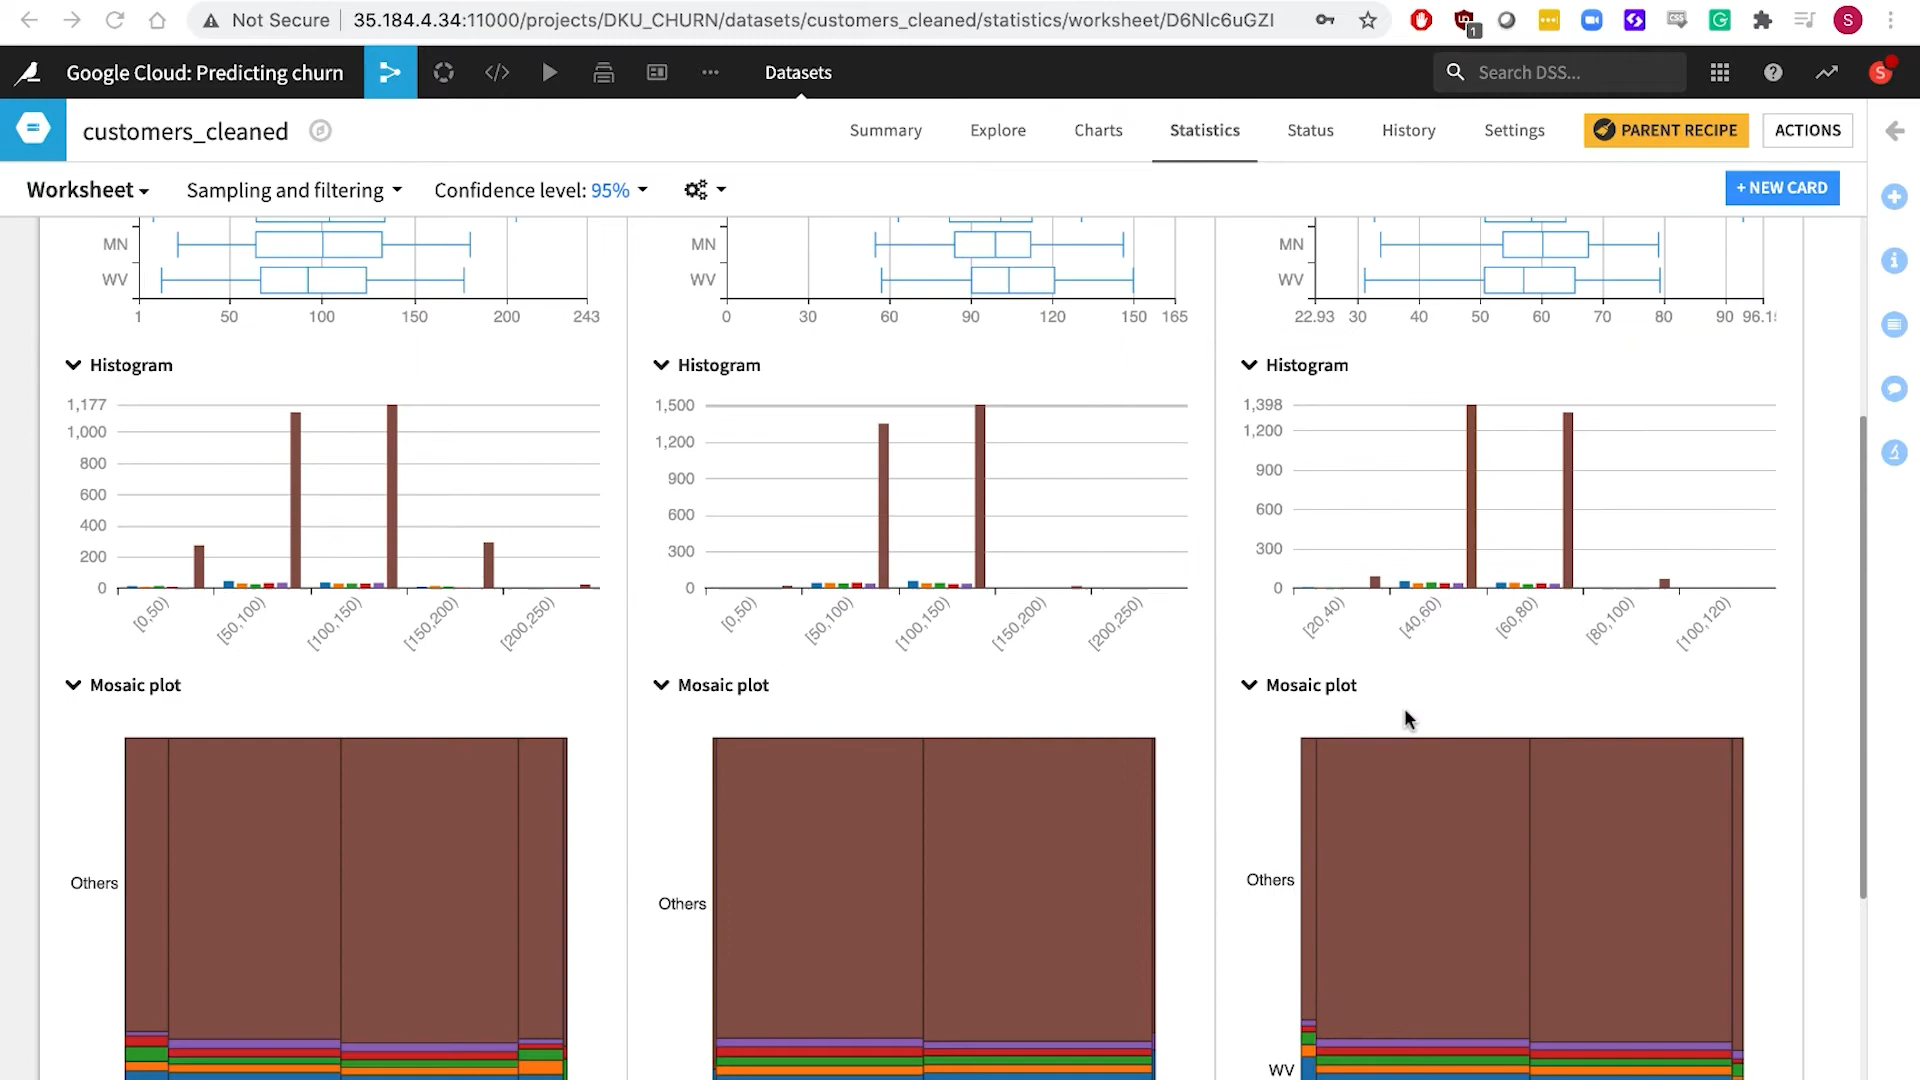 Not Secure
35.184.4.34:11000/projects/DKU_CHURN/datasets/customers_cleaned/statistics/worksheet/D6Nlc6uGZI
1
S
Google Cloud: Predicting churn
Datasets
Search DSS...
S
customers_cleaned
Summary
Explore
Charts
Statistics
Status
History
Settings
PARENT RECIPE
ACTIONS
Worksheet
Sampling and filtering
Confidence level: 95%
+ NEW CARD
MN
WV
1 50 100 150 200 243
MN
WV
0 30 60 90 120 150 165
MN
WV
22.93 30 40 50 60 70 80 90 96.1
Histogram
1,177
1,000
800
600
400
200
0
[0,50) [50,100) [100,150) [150,200) [200,250)
Histogram
1,500
1,200
900
600
300
0
[0,50) [50,100) [100,150) [150,200) [200,250)
Histogram
1,398
1,200
900
600
300
0
[20,40) [40,60) [60,80) [80,100) [100,120)
Mosaic plot
Others
Mosaic plot
Others
Mosaic plot
Others
WV